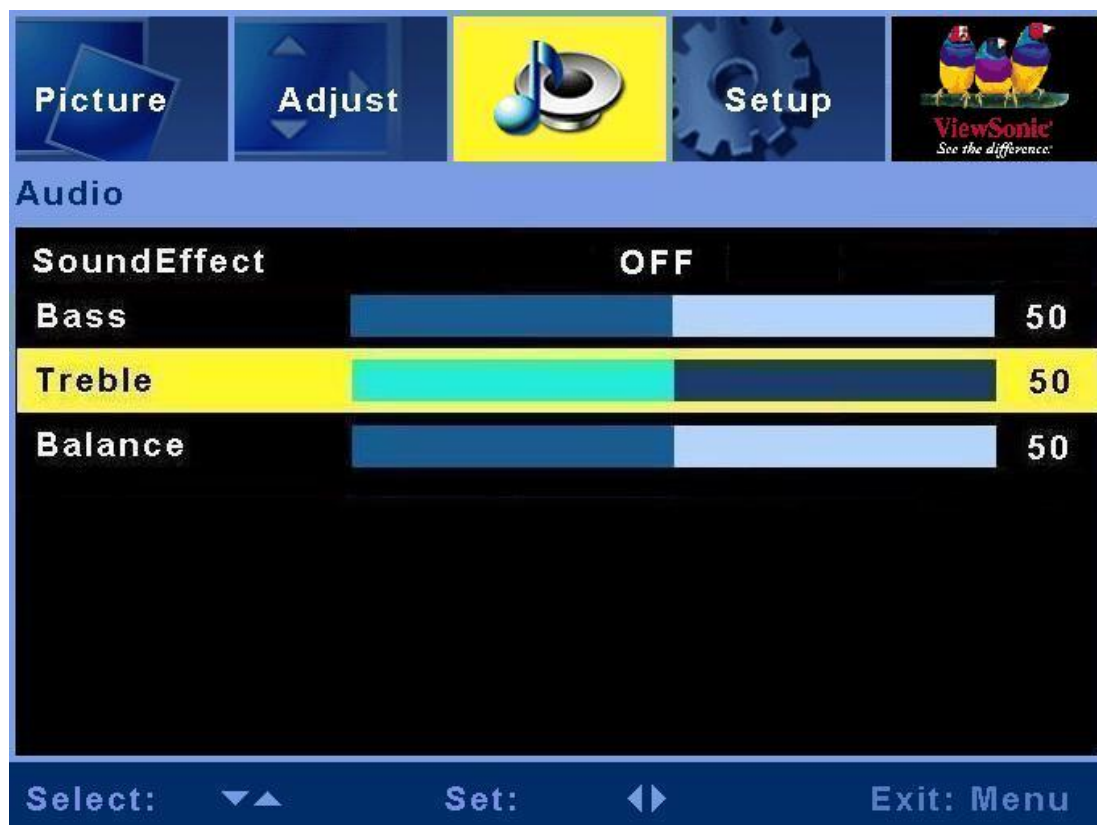 Picture
Adjust
Setup
ViewSonic®
See the difference.™
Audio
SoundEffect OFF
Bass 50
Treble 50
Balance 50
Select: ▼▲ Set: ◀▶ Exit: Menu